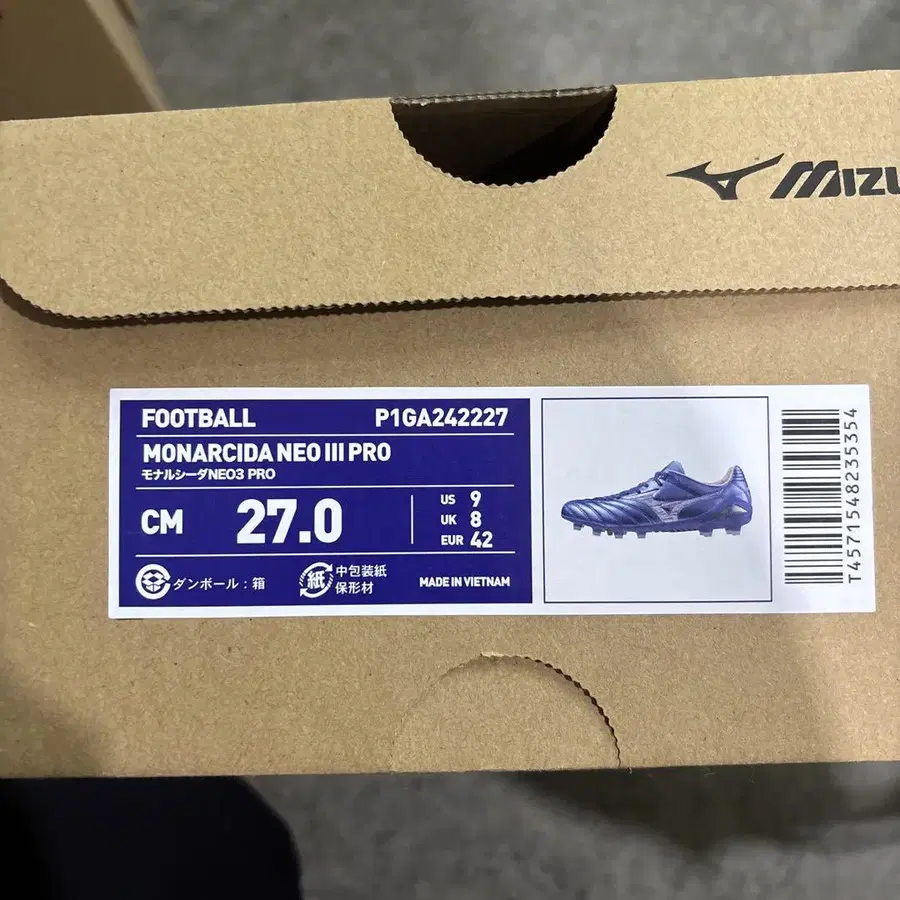 MIZU
FOOTBALL P1GA242227
MONARCIDA NEO III PRO
モナルシーダNEO3 PRO
CM 27.0
US 9
UK 8
EUR 42
ダンボール：箱
紙 中包装紙
保形材
MADE IN VIETNAM
T4571548235354